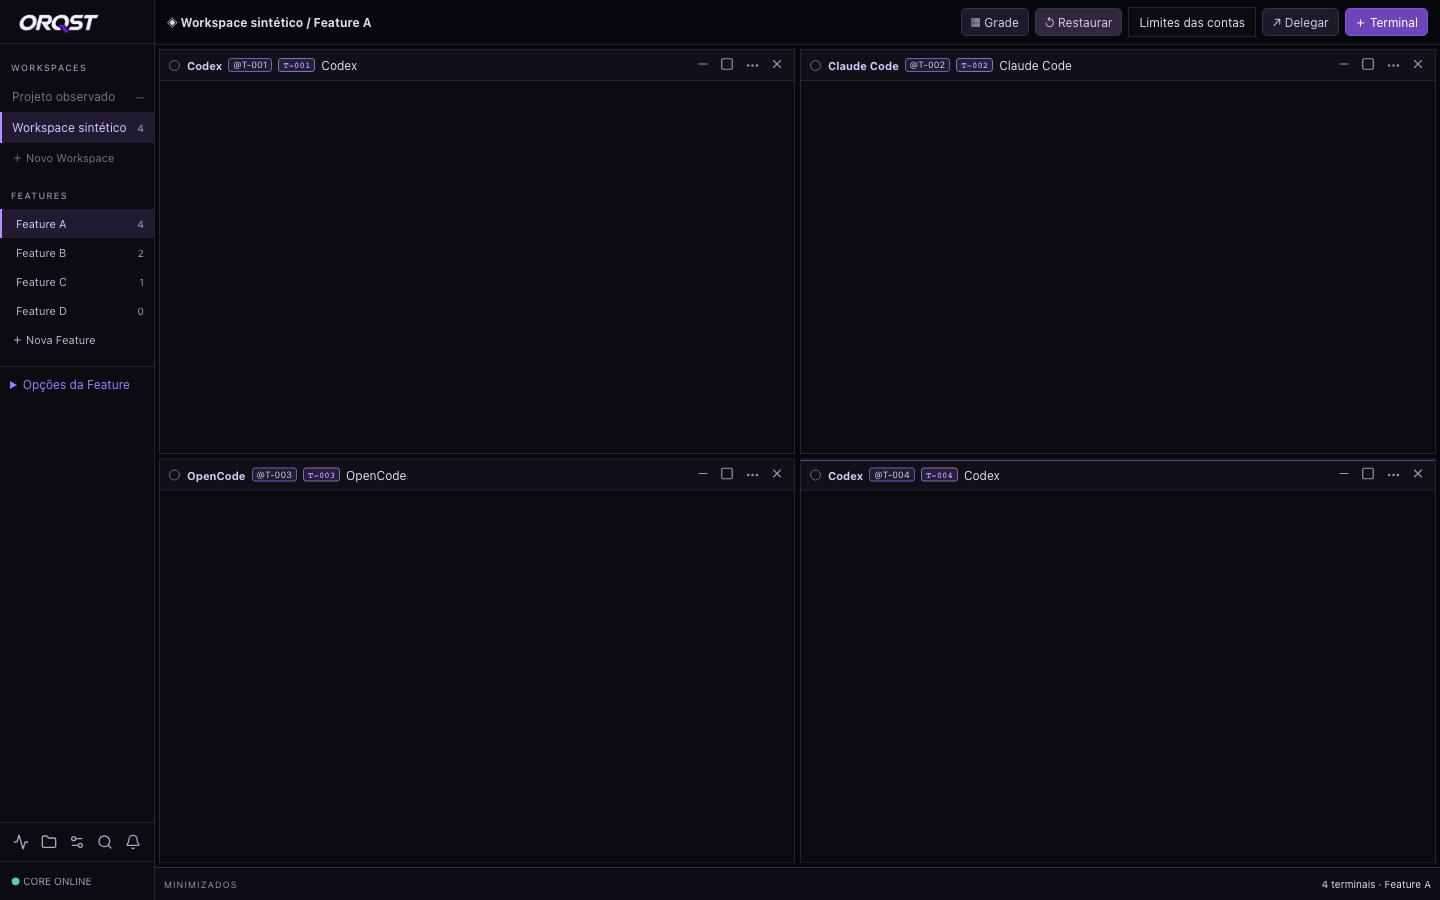 ORQST
WORKSPACES
Projeto observado —
Workspace sintético 4
+ Novo Workspace
FEATURES
Feature A 4
Feature B 2
Feature C 1
Feature D 0
+ Nova Feature
▶ Opções da Feature
CORE ONLINE
◈ Workspace sintético / Feature A
▦ Grade
↺ Restaurar
Limites das contas
↗ Delegar
+ Terminal
Codex @T-001 T-001 Codex
Claude Code @T-002 T-002 Claude Code
OpenCode @T-003 T-003 OpenCode
Codex @T-004 T-004 Codex
MINIMIZADOS
4 terminais · Feature A